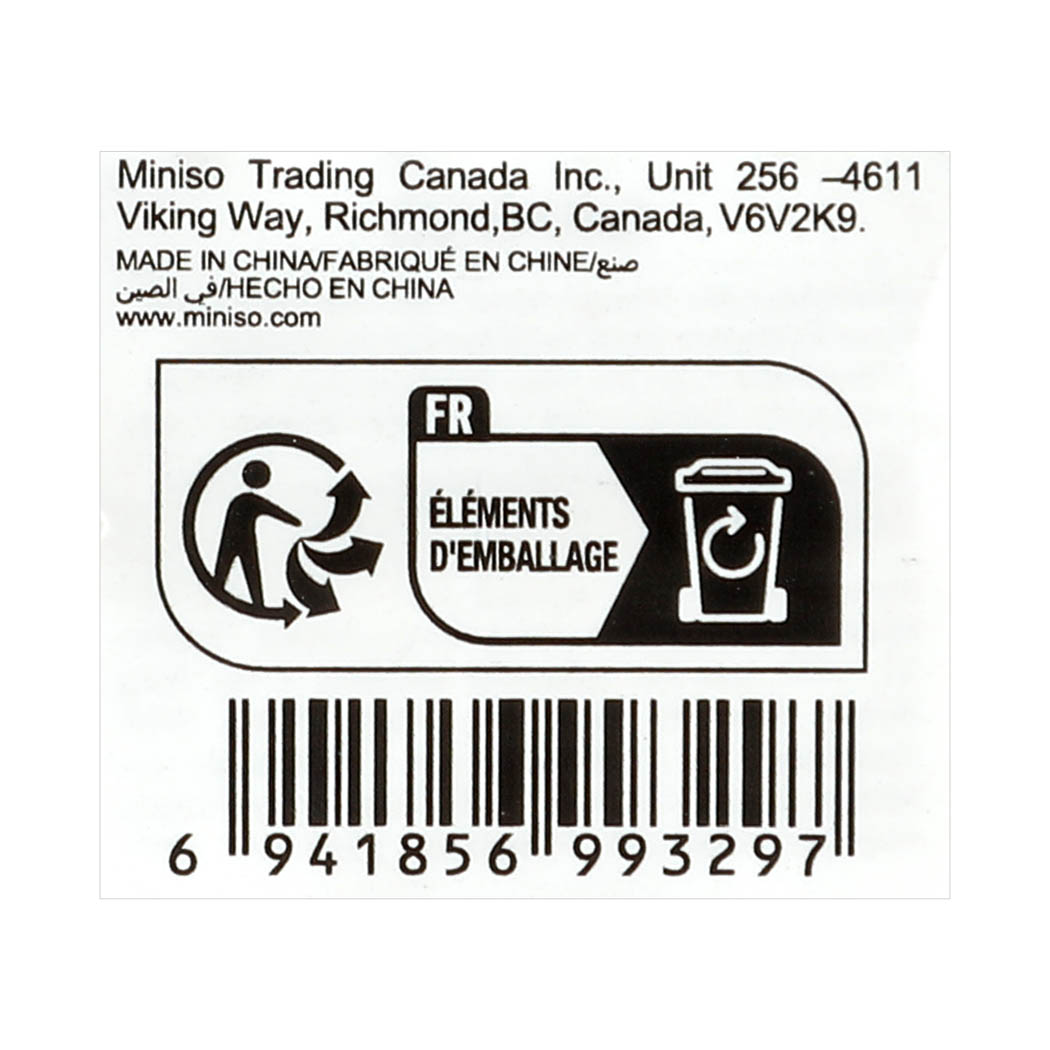 Miniso Trading Canada Inc., Unit 256 –4611
Viking Way, Richmond,BC, Canada, V6V2K9.
MADE IN CHINA/FABRIQUÉ EN CHINE/صنع
في الصين/HECHO EN CHINA
www.miniso.com
FR
ÉLÉMENTS
D'EMBALLAGE
6 941856 993297